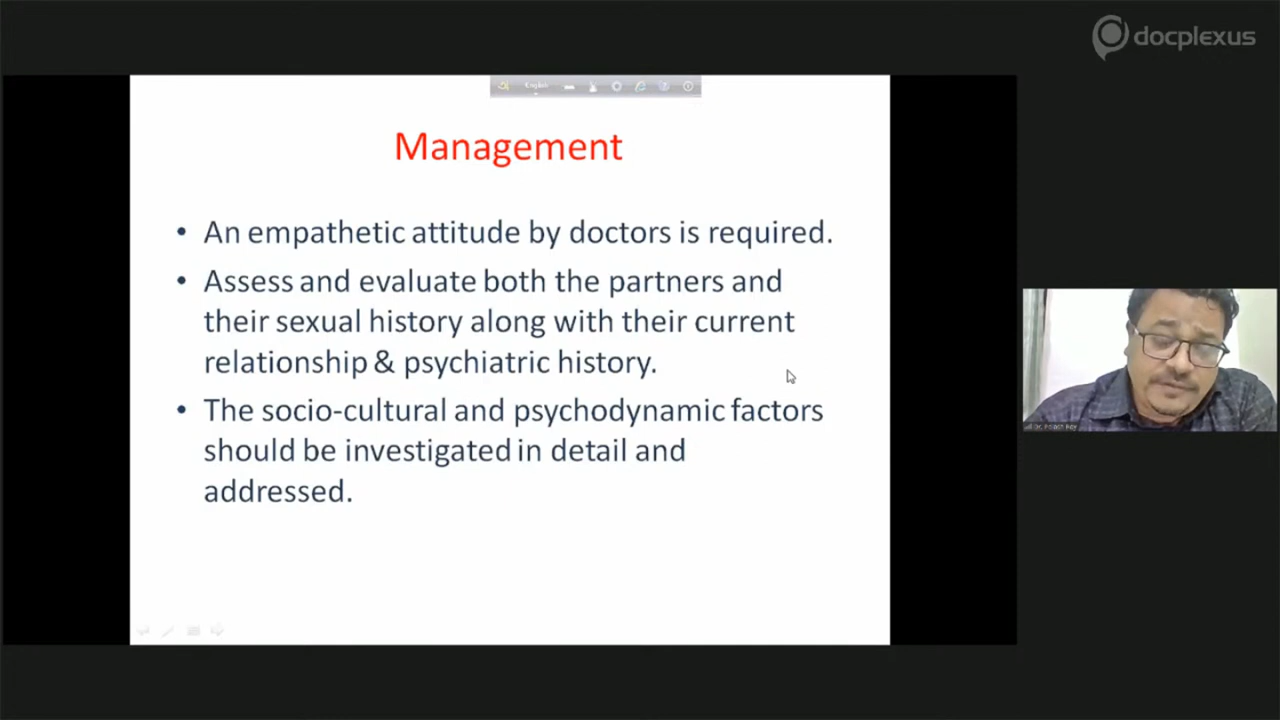 docplexus
English
Management
• An empathetic attitude by doctors is required.
• Assess and evaluate both the partners and
their sexual history along with their current
relationship & psychiatric history.
• The socio-cultural and psychodynamic factors
should be investigated in detail and
addressed.
Dr.